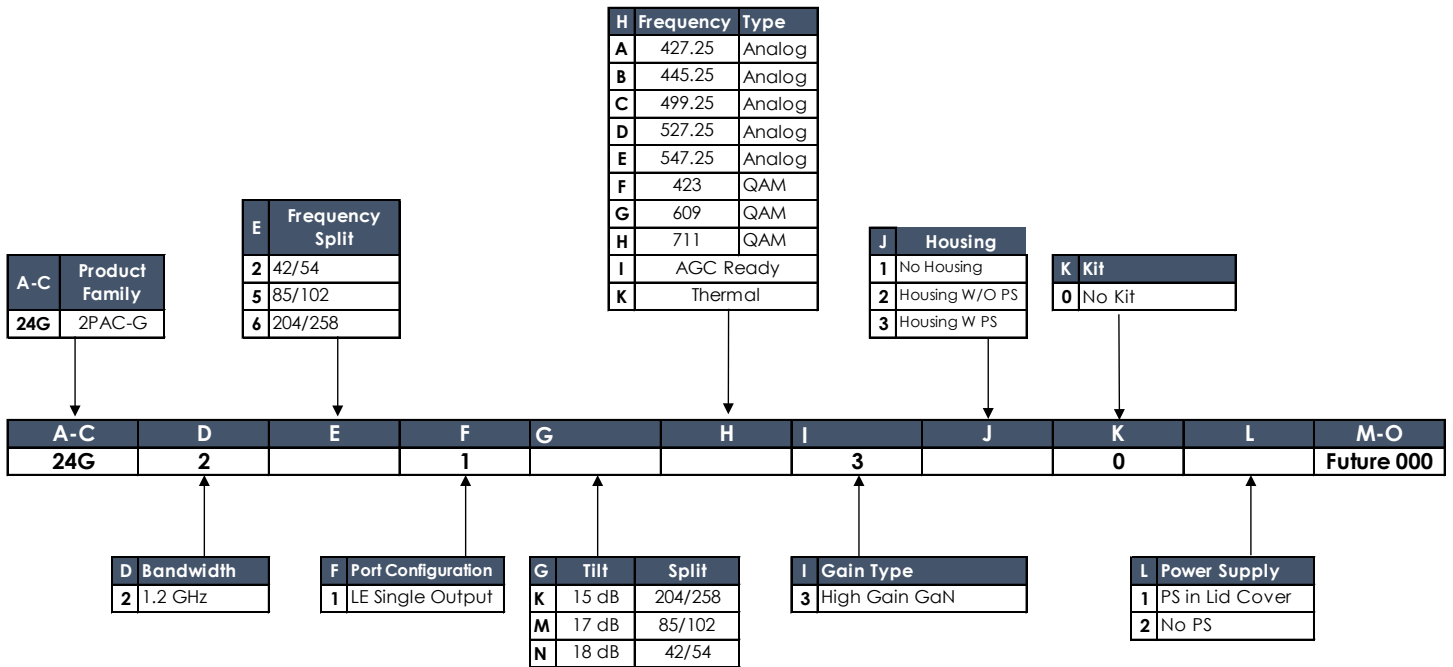 H Frequency Type
A 427.25 Analog
B 445.25 Analog
C 499.25 Analog
D 527.25 Analog
E 547.25 Analog
F 423 QAM
G 609 QAM
H 711 QAM
I AGC Ready
K Thermal
E Frequency
Split
2 42/54
5 85/102
6 204/258
A-C Product
Family
24G 2PAC-G
J Housing
1 No Housing
2 Housing W/O PS
3 Housing W PS
K Kit
0 No Kit
A-C D E F G H I J K L M-O
24G 2 1 3 0 Future 000
D Bandwidth
2 1.2 GHz
F Port Configuration
1 LE Single Output
G Tilt Split
K 15 dB 204/258
M 17 dB 85/102
N 18 dB 42/54
I Gain Type
3 High Gain GaN
L Power Supply
1 PS in Lid Cover
2 No PS